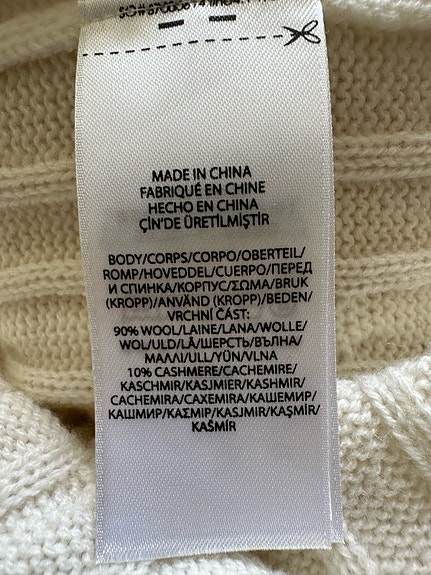 MADE IN CHINA
FABRIQUÉ EN CHINE
HECHO EN CHINA
ÇİN'DE ÜRETİLMİŞTİR
BODY/CORPS/CORPO/OBERTEIL/
ROMP/HOVEDDEL/CUERPO/ПЕРЕД
И СПИНКА/КОРПУС/ΣΩΜΑ/BRUK
(KROPP)/ANVÄND (KROPP)/BEDEN/
VRCHNÍ ČÁST:
90% WOOL/LAINE/LANA/WOLLE/
WOL/ULD/LÃ/ШЕРСТЬ/ВЪЛНА/
ΜΑΛΛΙ/ULL/YÜN/VLNA
10% CASHMERE/CACHEMIRE/
KASCHMIR/KASJMIER/KASHMIR/
CACHEMIRA/CAXEMIRA/КАШЕМИР/
КАШМИР/ΚΑΣΜΙΡ/KASJMIR/KAŞMİR/
KAŠMÍR